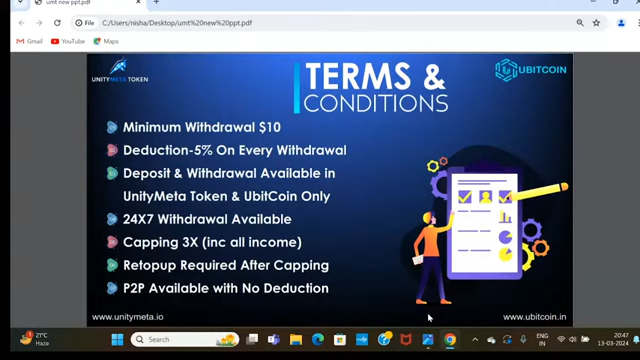 umt new ppt.pdf
File
C:/Users/nisha/Desktop/umt%20new%20ppt.pdf
Gmail
YouTube
Maps
UNITYMETA TOKEN
TERMS &
CONDITIONS
UBITCOIN
Minimum Withdrawal $10
Deduction-5% On Every Withdrawal
Deposit & Withdrawal Available in
UnityMeta Token & UbitCoin Only
24X7 Withdrawal Available
Capping 3X (inc all income)
Retopup Required After Capping
P2P Available with No Deduction
www.unitymeta.io
www.ubitcoin.in
21°C
Haze
Search
ENG
IN
20:47
13-03-2024